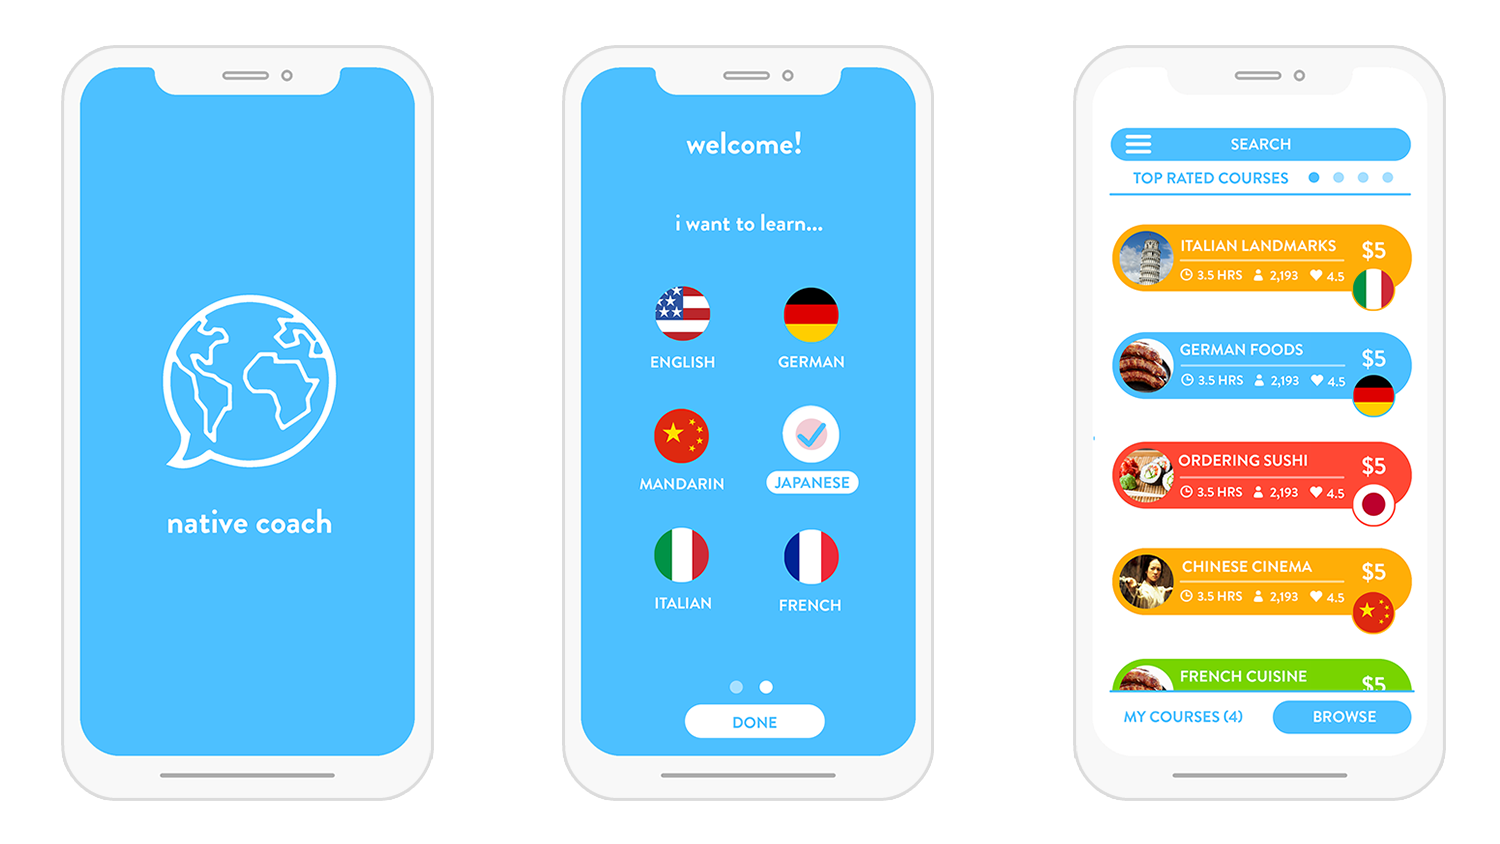 native coach
welcome!
i want to learn...
ENGLISH
GERMAN
MANDARIN
JAPANESE
ITALIAN
FRENCH
DONE
SEARCH
TOP RATED COURSES
ITALIAN LANDMARKS
$5
3.5 HRS 2,193 4.5
GERMAN FOODS
$5
3.5 HRS 2,193 4.5
ORDERING SUSHI
$5
3.5 HRS 2,193 4.5
CHINESE CINEMA
$5
3.5 HRS 2,193 4.5
FRENCH CUISINE
$5
MY COURSES (4)
BROWSE